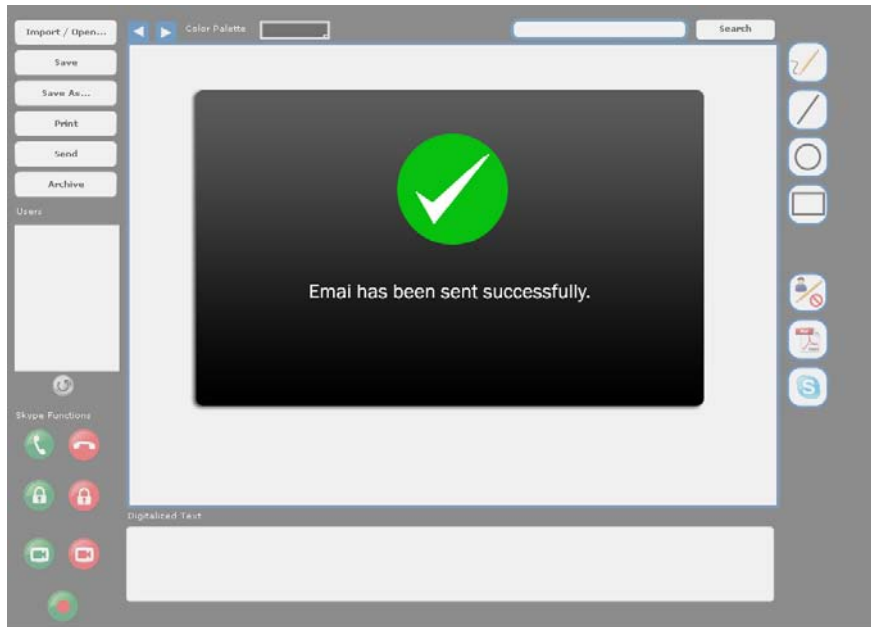 Import / Open...
Color Palette
Search
Save
Save As...
Print
Send
Archive
Users
Emai has been sent successfully.
Skype Functions
Digitalized Text